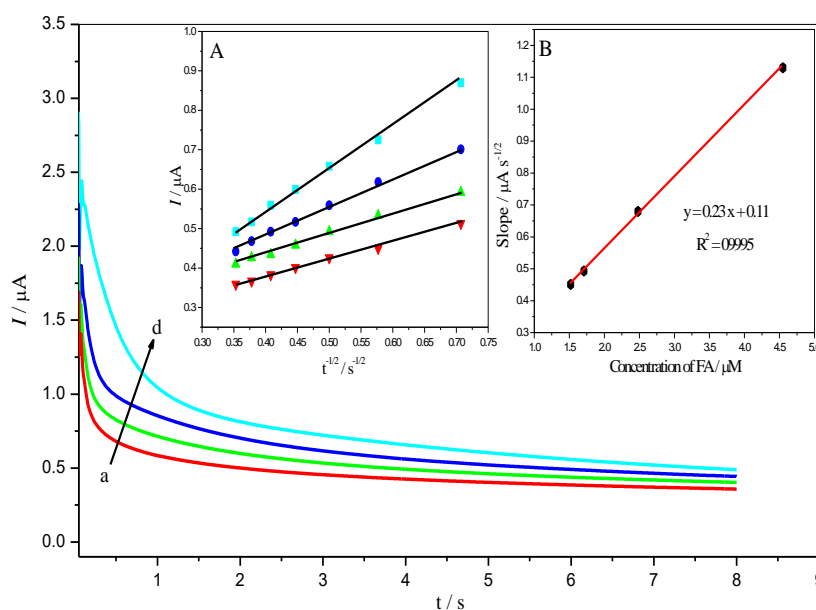 3.5
3.0
2.5
2.0
1.5
1.0
0.5
0.0
I / μA
1 2 3 4 5 6 7 8 9
t / s
a
d
A
1.0
0.9
0.8
0.7
0.6
0.5
0.4
0.3
I / μA
0.30 0.35 0.40 0.45 0.50 0.55 0.60 0.65 0.70 0.75
t-1/2 / s-1/2
B
1.2
1.1
1.0
0.9
0.8
0.7
0.6
0.5
0.4
0.3
Slope / μA s-1/2
y=0.23x+0.11
R2=09995
1.0 1.5 2.0 2.5 3.0 3.5 4.0 4.5 5.0
Concentration of FA / μM